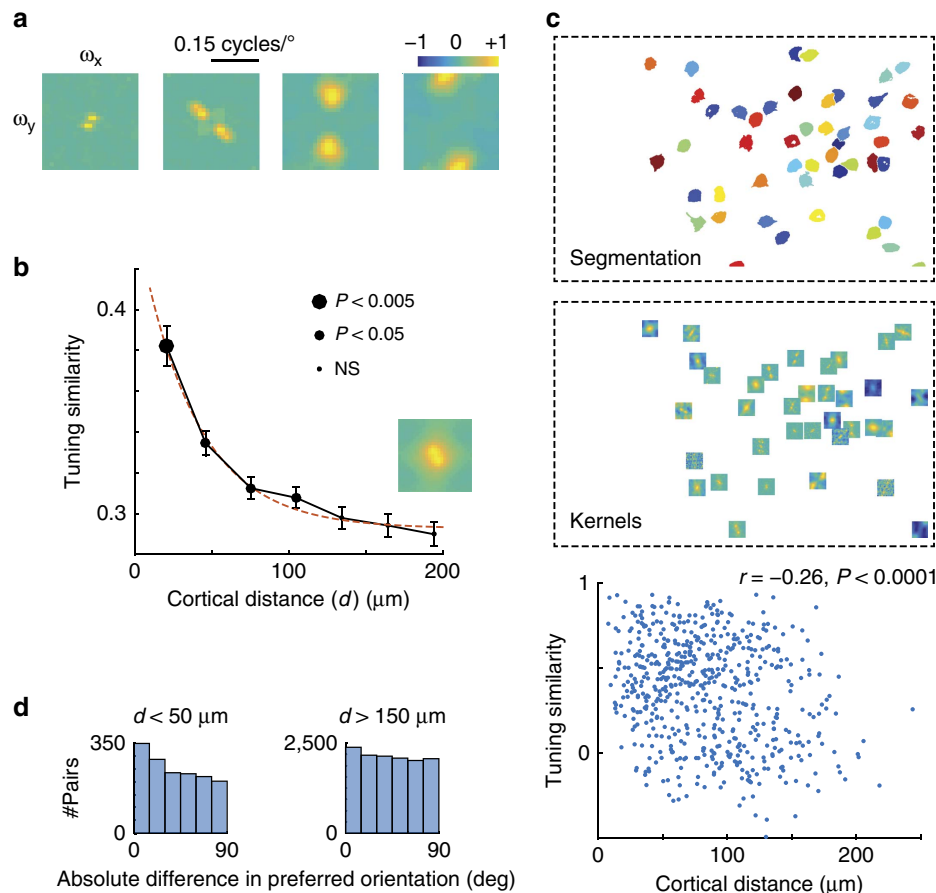 a
ωx
0.15 cycles/°
−1 0 +1
ωy
b
0.4
0.3
Tuning similarity
P < 0.005
P < 0.05
NS
0 100 200
Cortical distance (d) (μm)
c
Segmentation
Kernels
r = −0.26, P < 0.0001
1
0
Tuning similarity
0 100 200
Cortical distance (μm)
d
d < 50 μm
d > 150 μm
350
0
2,500
0
#Pairs
0 90
0 90
Absolute difference in preferred orientation (deg)